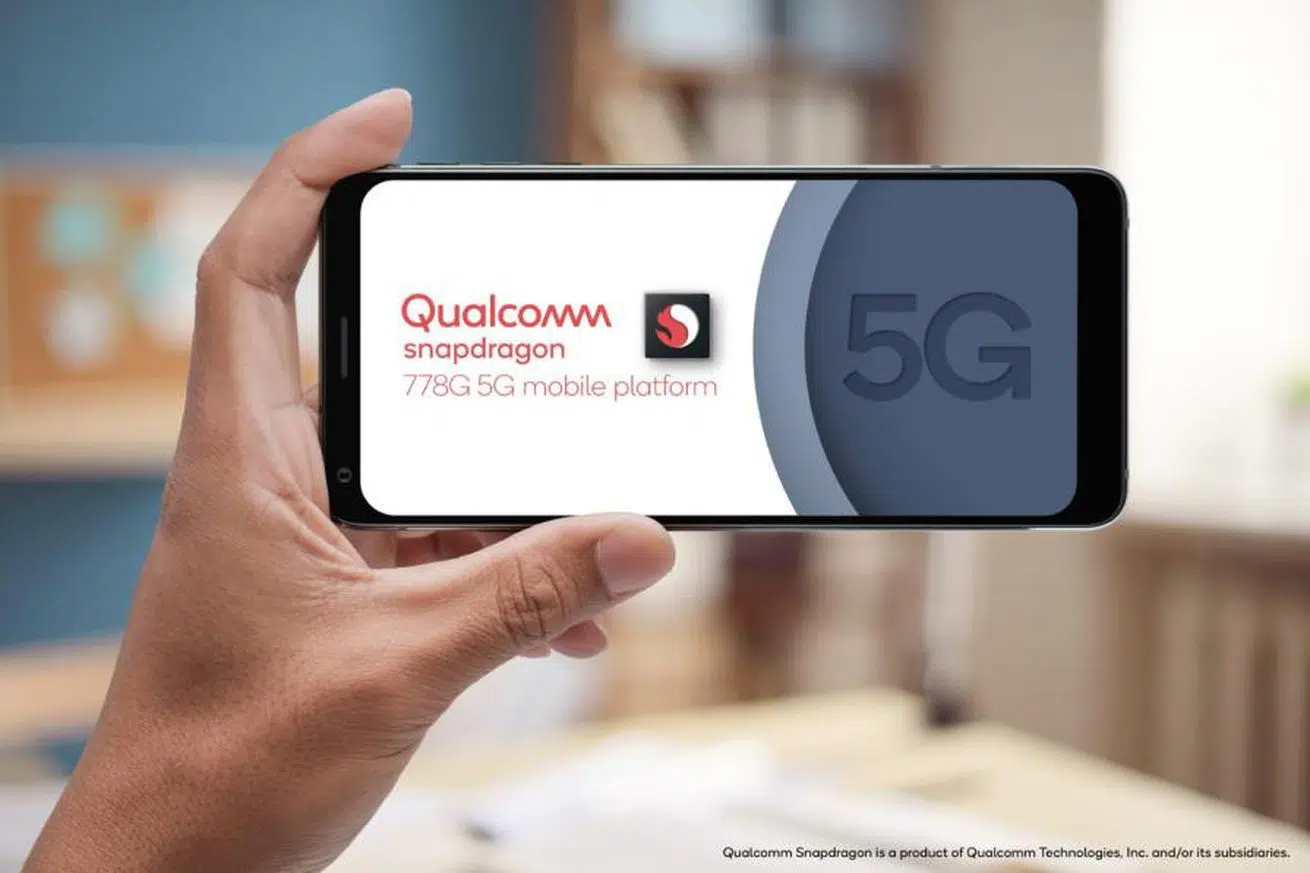 Qualcomm
snapdragon
778G 5G mobile platform
5G
Qualcomm Snapdragon is a product of Qualcomm Technologies, Inc. and/or its subsidiaries.